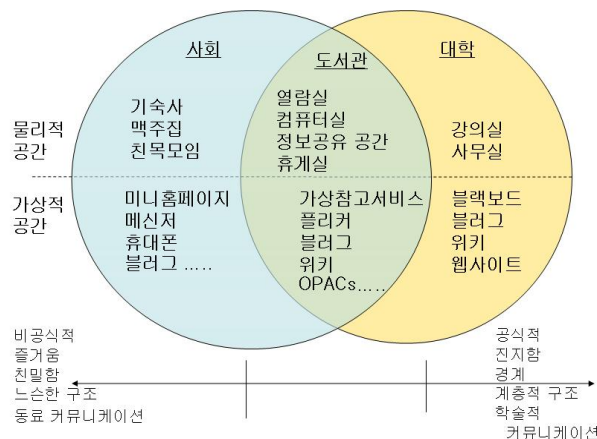 사회
도서관
대학
물리적
공간
기숙사
맥주집
친목모임
열람실
컴퓨터실
정보공유 공간
휴게실
강의실
사무실
가상적
공간
미니홈페이지
메신저
휴대폰
블러그 .....
가상참고서비스
플리커
블러그
위키
OPACs.....
블랙보드
블러그
위키
웹사이트
비공식적
즐거움
친밀함
느슨한 구조
동료 커뮤니케이션
공식적
진지함
경계
계층적 구조
학술적
커뮤니케이션